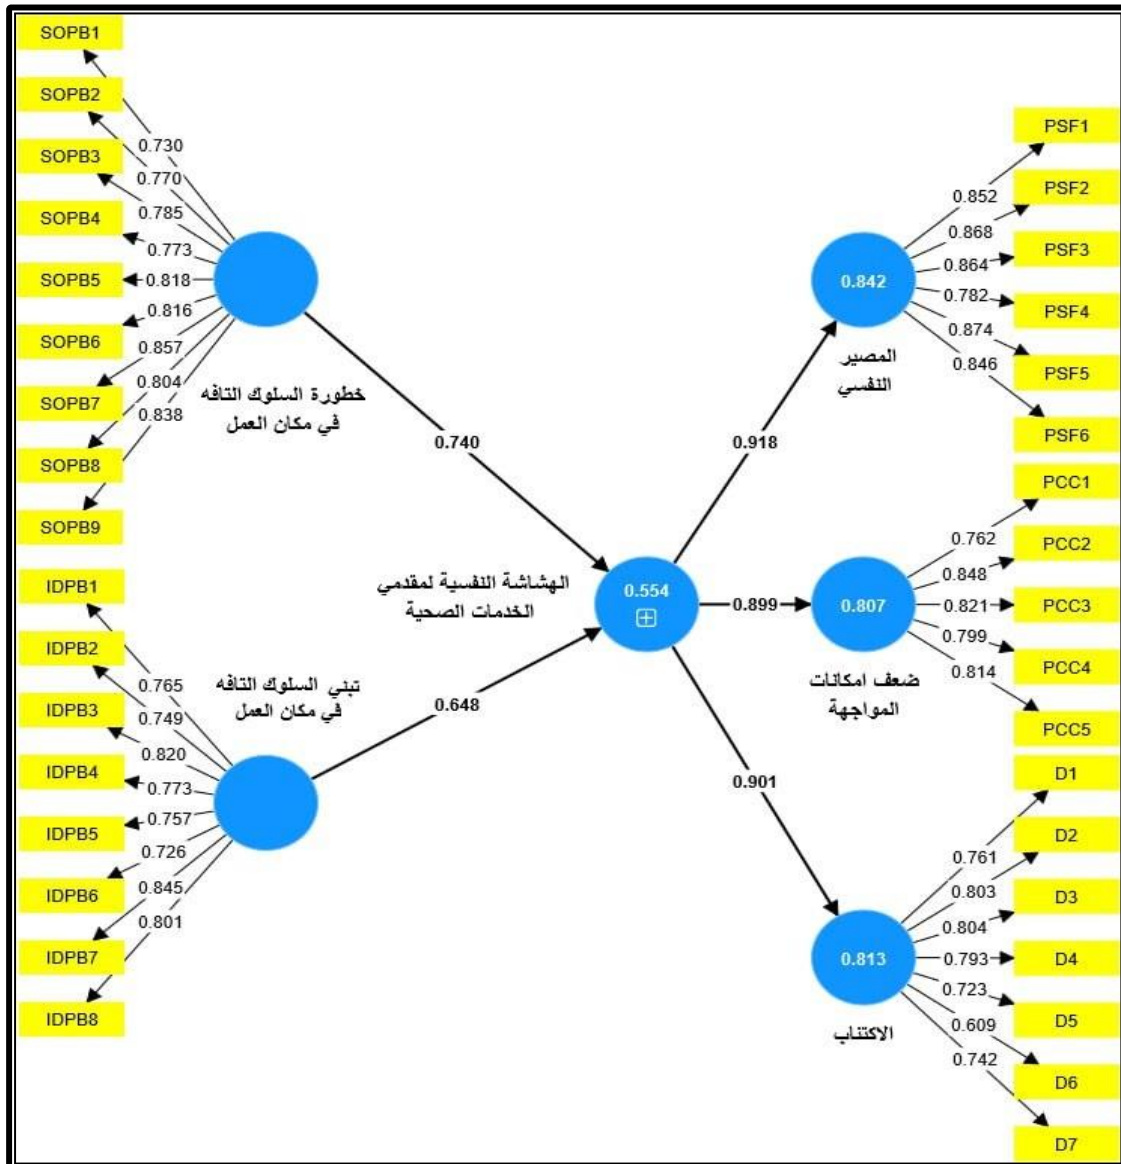 SOPB1
SOPB2
SOPB3
SOPB4
SOPB5
SOPB6
SOPB7
SOPB8
SOPB9
0.730
0.770
0.785
0.773
0.818
0.816
0.857
0.804
0.838
خطورة السلوك التافه
في مكان العمل
0.740
IDPB1
IDPB2
IDPB3
IDPB4
IDPB5
IDPB6
IDPB7
IDPB8
0.765
0.749
0.820
0.773
0.757
0.726
0.845
0.801
تبني السلوك التافه
في مكان العمل
0.648
الهشاشة النفسية لمقدمي
الخدمات الصحية
0.554
0.918
0.899
0.901
0.842
المصير
النفسي
0.852
0.868
0.864
0.782
0.874
0.846
PSF1
PSF2
PSF3
PSF4
PSF5
PSF6
0.807
ضعف امكانات
المواجهة
0.762
0.848
0.821
0.799
0.814
PCC1
PCC2
PCC3
PCC4
PCC5
0.813
الاكتئاب
0.761
0.803
0.804
0.793
0.723
0.609
0.742
D1
D2
D3
D4
D5
D6
D7